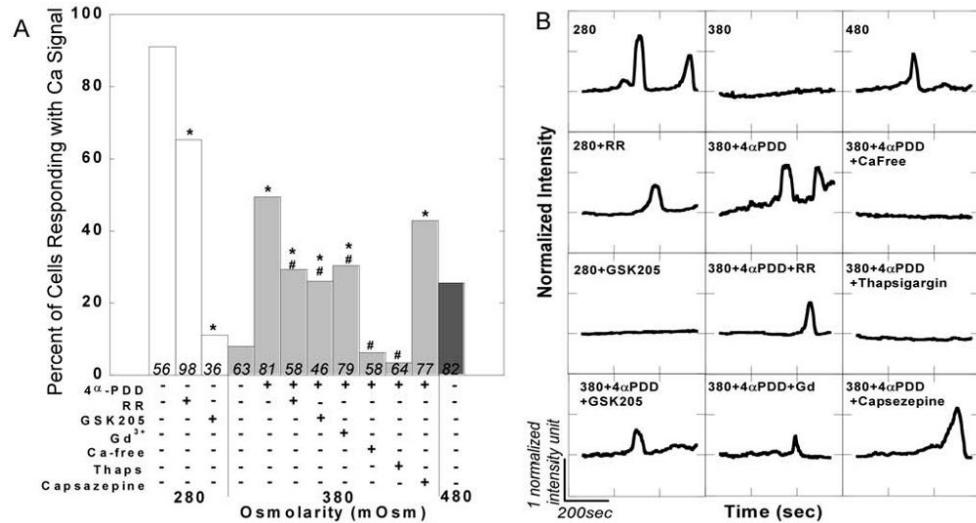 A
Percent of Cells Responding with Ca Signal
100
80
60
40
20
0
*
*
*
*
#
*
#
*
#
#
#
*
*
56 98 36 63 81 58 46 79 58 64 77 82
4α-PDD - - - - + + + + + + + -
RR - + - - - + - - - - - -
GSK205 - - + - - - + - - - - -
Gd3+ - - - - - - - + - - - -
Ca-free - - - - - - - - + - - -
Thaps - - - - - - - - - + - -
Capsazepine - - - - - - - - - - + -
280 380 480
Osmolarity (mOsm)
B
Normalized Intensity
280
380
480
280+RR
380+4αPDD
380+4αPDD
+CaFree
280+GSK205
380+4αPDD+RR
380+4αPDD
+Thapsigargin
380+4αPDD
+GSK205
380+4αPDD+Gd
380+4αPDD
+Capsezepine
1 normalized
intensity unit
200sec
Time (sec)